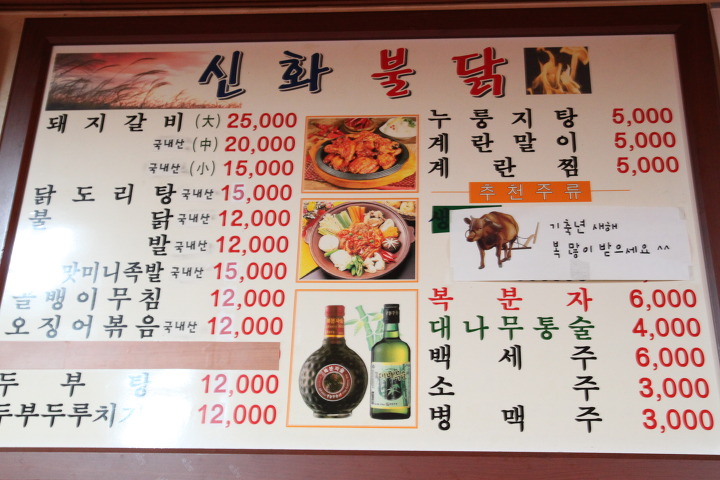 신화 불닭
돼지갈비 (大) 25,000
국내산 (中) 20,000
국내산 (小) 15,000
닭도리탕 국내산 15,000
불닭 국내산 12,000
발 국내산 12,000
맛미니족발 국내산 15,000
골뱅이무침 12,000
오징어볶음 국내산 12,000
두부탕 12,000
두부두루치기 12,000
누룽지탕 5,000
계란말이 5,000
계란찜 5,000
추천주류
생
기축년 새해
복 많이 받으세요 ^^
복분자 6,000
대나무통술 4,000
백세주 6,000
소주 3,000
병맥주 3,000